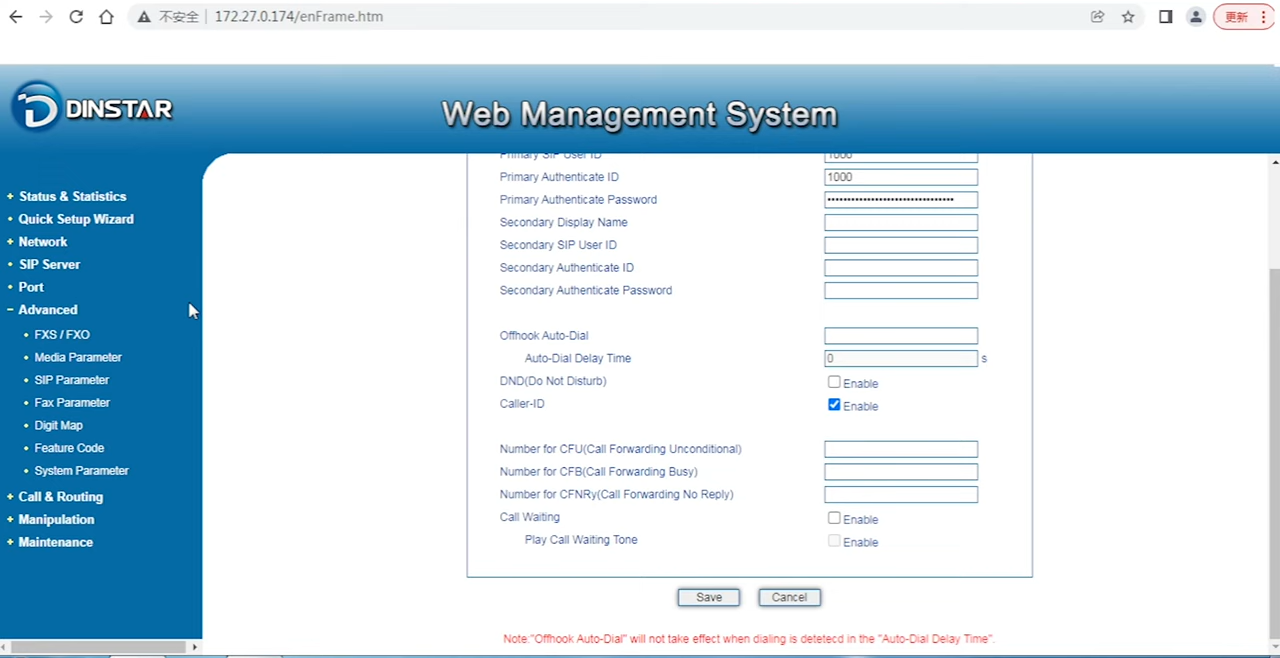 不安全 172.27.0.174/enFrame.htm 更新
DINSTAR
Web Management System
Status & Statistics
Quick Setup Wizard
Network
SIP Server
Port
Advanced
FXS / FXO
Media Parameter
SIP Parameter
Fax Parameter
Digit Map
Feature Code
System Parameter
Call & Routing
Manipulation
Maintenance
Primary SIP User ID 1000
Primary Authenticate ID 1000
Primary Authenticate Password ••••••••••••••••••••••••••••••••
Secondary Display Name
Secondary SIP User ID
Secondary Authenticate ID
Secondary Authenticate Password
Offhook Auto-Dial
Auto-Dial Delay Time 0 s
DND(Do Not Disturb) Enable
Caller-ID Enable
Number for CFU(Call Forwarding Unconditional)
Number for CFB(Call Forwarding Busy)
Number for CFNRy(Call Forwarding No Reply)
Call Waiting Enable
Play Call Waiting Tone Enable
Save Cancel
Note:"Offhook Auto-Dial" will not take effect when dialing is detetecd in the "Auto-Dial Delay Time".